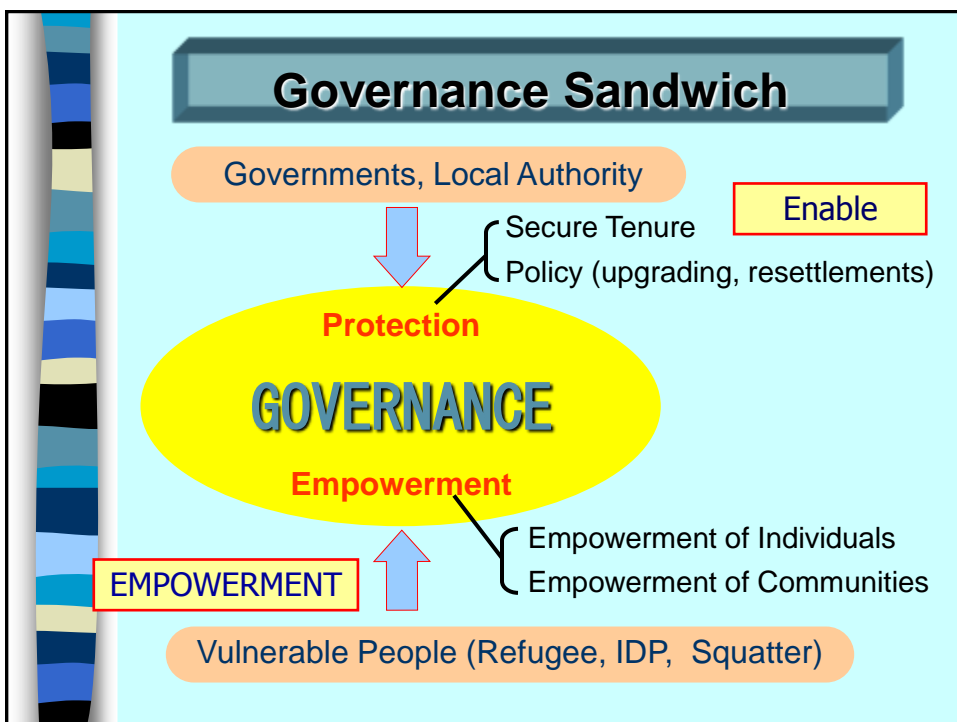 Governance Sandwich
Governments, Local Authority
Enable
Secure Tenure
Policy (upgrading, resettlements)
Protection
GOVERNANCE
Empowerment
Empowerment of Individuals
EMPOWERMENT
Empowerment of Communities
Vulnerable People (Refugee, IDP, Squatter)